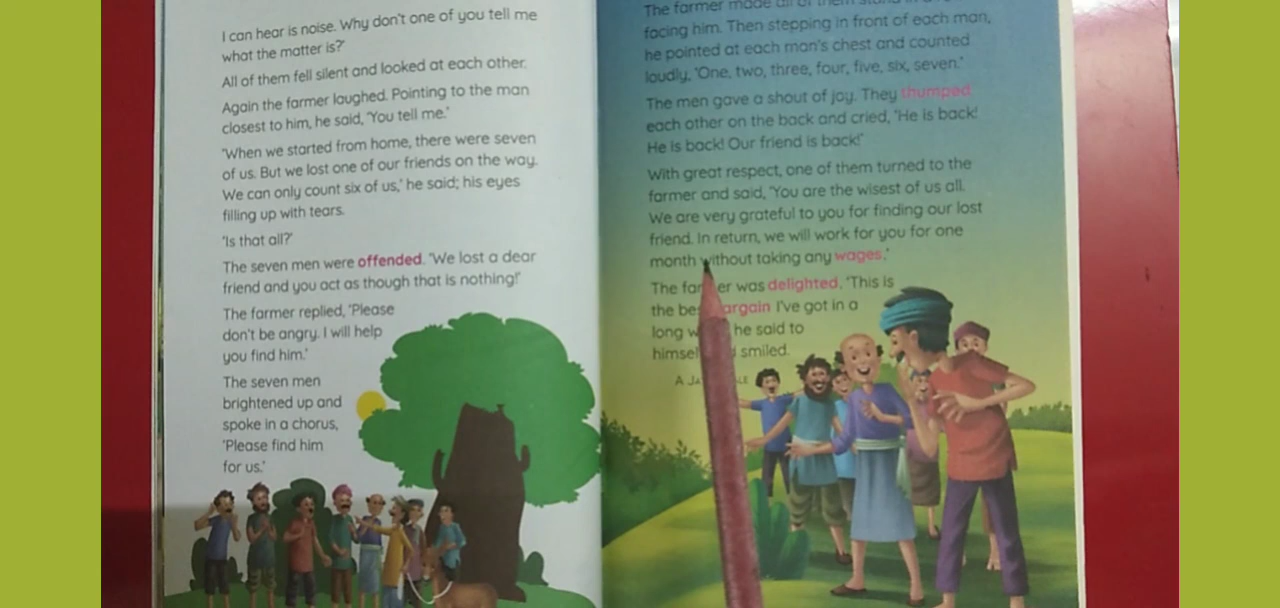 I can hear is noise. Why don't one of you tell me
what the matter is?'
All of them fell silent and looked at each other.
Again the farmer laughed. Pointing to the man
closest to him, he said, 'You tell me.'
'When we started from home, there were seven
of us. But we lost one of our friends on the way.
We can only count six of us,' he said; his eyes
filling up with tears.
'Is that all?'
The seven men were offended. 'We lost a dear
friend and you act as though that is nothing!'
The farmer replied, 'Please
don't be angry. I will help
you find him.'
The seven men
brightened up and
spoke in a chorus,
'Please find him
for us.'
The farmer made all of them stand in a
facing him. Then stepping in front of each man,
he pointed at each man's chest and counted
loudly, 'One, two, three, four, five, six, seven.'
The men gave a shout of joy. They thumped
each other on the back and cried, 'He is back!
He is back! Our friend is back!'
With great respect, one of them turned to the
farmer and said, 'You are the wisest of us all.
We are very grateful to you for finding our lost
friend. In return, we will work for you for one
month without taking any wages.'
The far er was delighted. 'This is
the be argain I've got in a
long w he said to
himsel smiled.
A